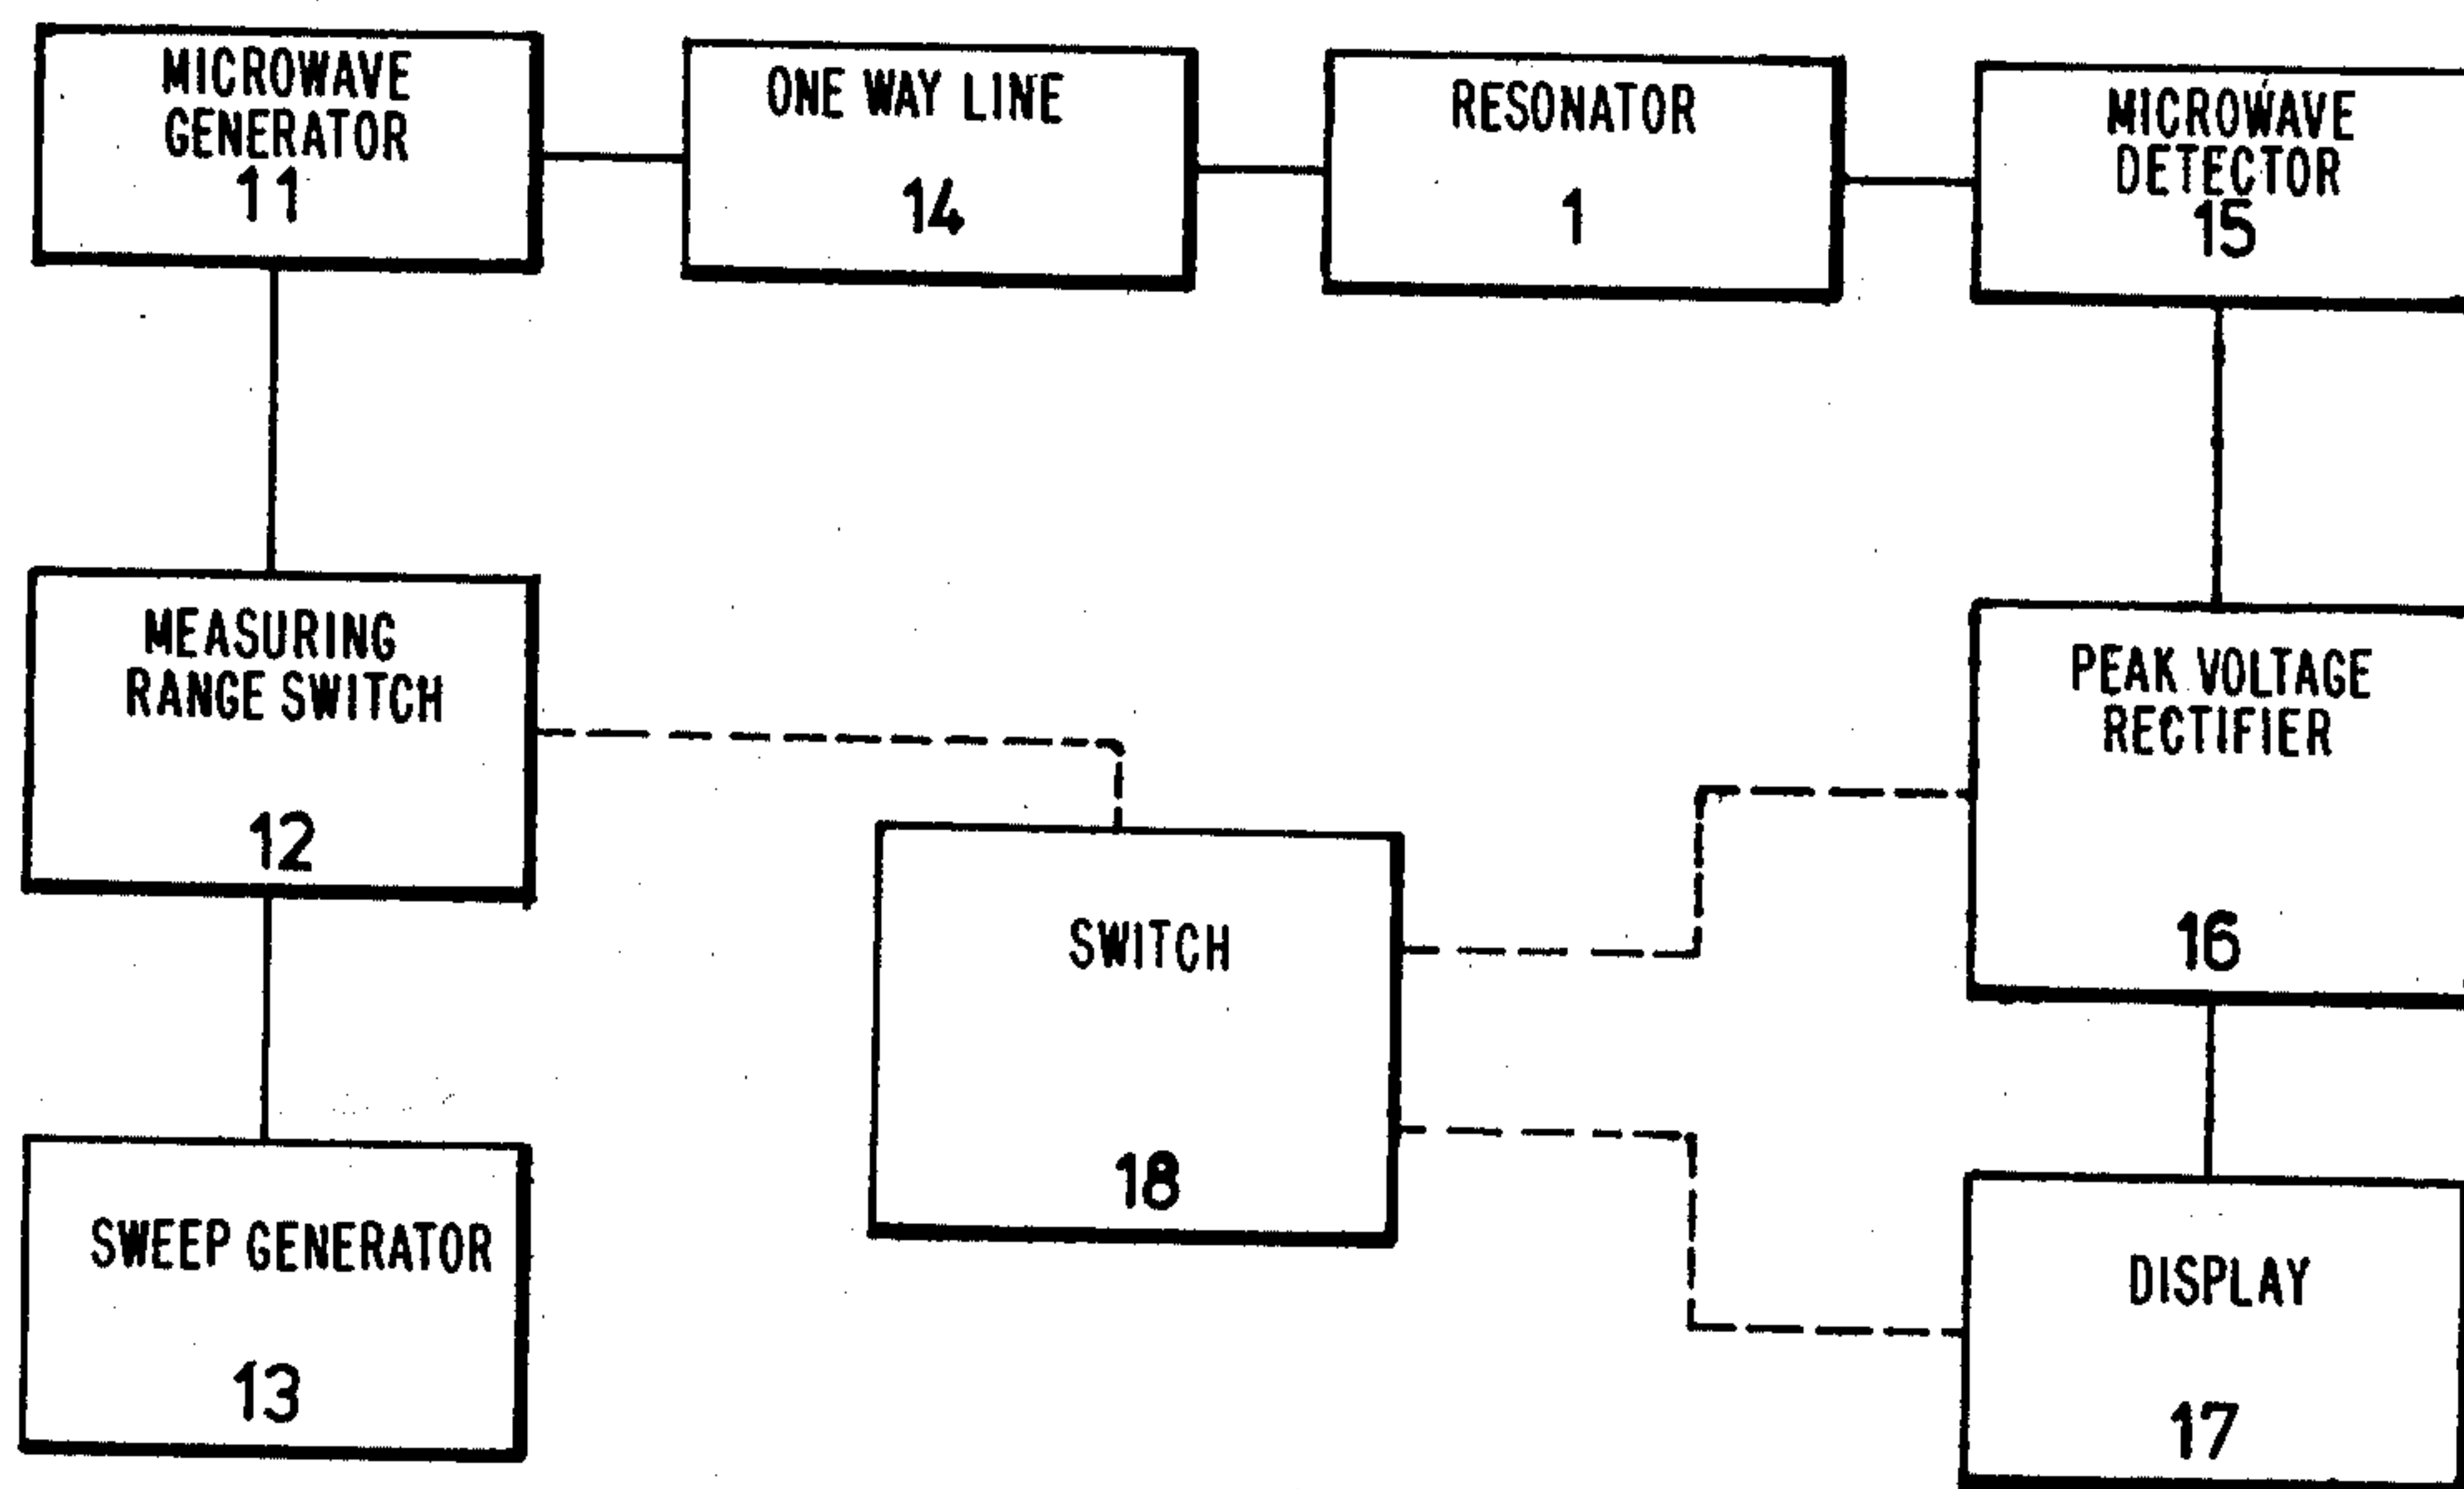 MICROWAVE
GENERATOR
11
ONE WAY LINE
14
RESONATOR
1
MICROWAVE
DETECTOR
15
MEASURING
RANGE SWITCH
12
PEAK VOLTAGE
RECTIFIER
16
SWITCH
18
SWEEP GENERATOR
13
DISPLAY
17